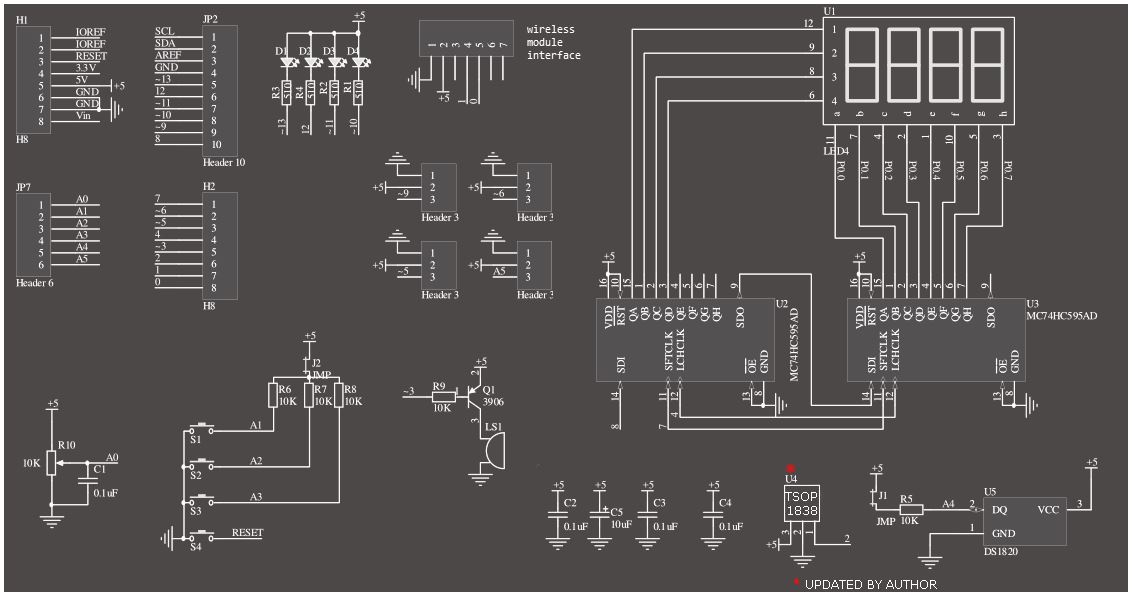 H1
1 IOREF
2 IOREF
3 RESET
4 3.3V
5 5V +5
6 GND
7 GND
8 Vin
H8
JP2
SCL 1
SDA 2
AREF 3
GND 4
~13 5
12 6
~11 7
~10 8
~9 9
8 10
Header 10
+5
D1 D2 D3 D4
R3 510 R4 510 R2 510 R1 510
~13 12 ~11 ~10
wireless
module
interface
1 2 3 4 5 6 7
+5 1 0
U1
12 1
9 2
8 3
6 4
a b c d e f g h
11 7 4 2 1 10 5 3
LED4
P0.0 P0.1 P0.2 P0.3 P0.4 P0.5 P0.6 P0.7
JP7
1 A0
2 A1
3 A2
4 A3
5 A4
6 A5
Header 6
H2
7 1
~6 2
~5 3
4 4
~3 5
2 6
1 7
0 8
H8
1
+5 2
~9 3
Header 3
1
+5 2
~6 3
Header 3
1
+5 2
~5 3
Header 3
1
+5 2
A5 3
Header 3
+5
16 10 15 1 2 3 4 5 6 7 9
U2
VDD RST QA QB QC QD QE QF QG QH SDO
MC74HC595AD
SDI SFTCLK LCHCLK OE GND
14 11 12 13 8
8 7 4
+5
16 10 15 1 2 3 4 5 6 7 9
U3
MC74HC595AD
VDD RST QA QB QC QD QE QF QG QH SDO
SDI SFTCLK LCHCLK OE GND
14 11 12 13 8
+5
J2
JMP
R6 10K
R7 10K
R8 10K
S1 A1
S2 A2
S3 A3
S4 RESET
+5
R10
10K
A0
C1
0.1uF
+5
~3 R9 10K
1 2 3
Q1
3906
LS1
+5 C2 0.1uF
+5 C5 10uF
+5 C3 0.1uF
+5 C4 0.1uF
U4
TSOP
1838
3 2 1
+5 2
+5
J1
JMP
R5
10K
A4
U5
2 DQ VCC 3
1 GND
DS1820
+5
* UPDATED BY AUTHOR